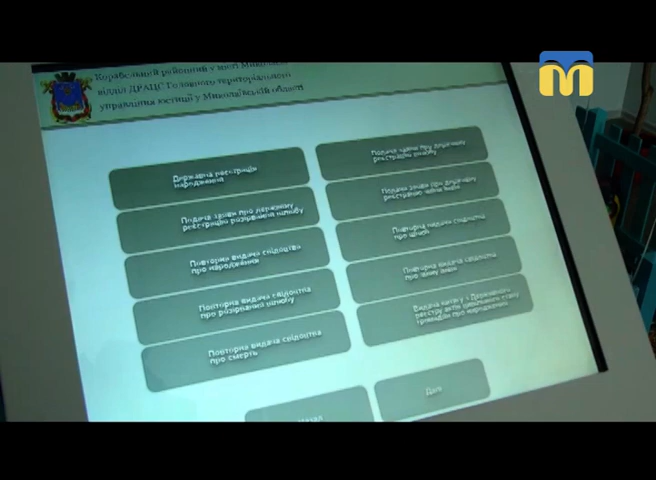 Корабельний районний у місті Миколаєві
відділ ДРАЦС Головного територіального
управління юстиції у Миколаївській області
Державна реєстрація
народження
Подача заяви про державну
реєстрацію шлюбу
Подача заяви про державну
реєстрацію розірвання шлюбу
Подача заяви про державну
реєстрацію зміни імені
Повторна видача свідоцтва
про народження
Повторна видача свідоцтва
про шлюб
Повторна видача свідоцтва
про розірвання шлюбу
Повторна видача свідоцтва
про зміну імені
Повторна видача свідоцтва
про смерть
Видача витягу з Державного
реєстру актів цивільного стану
громадян про народження
Назад
Далі